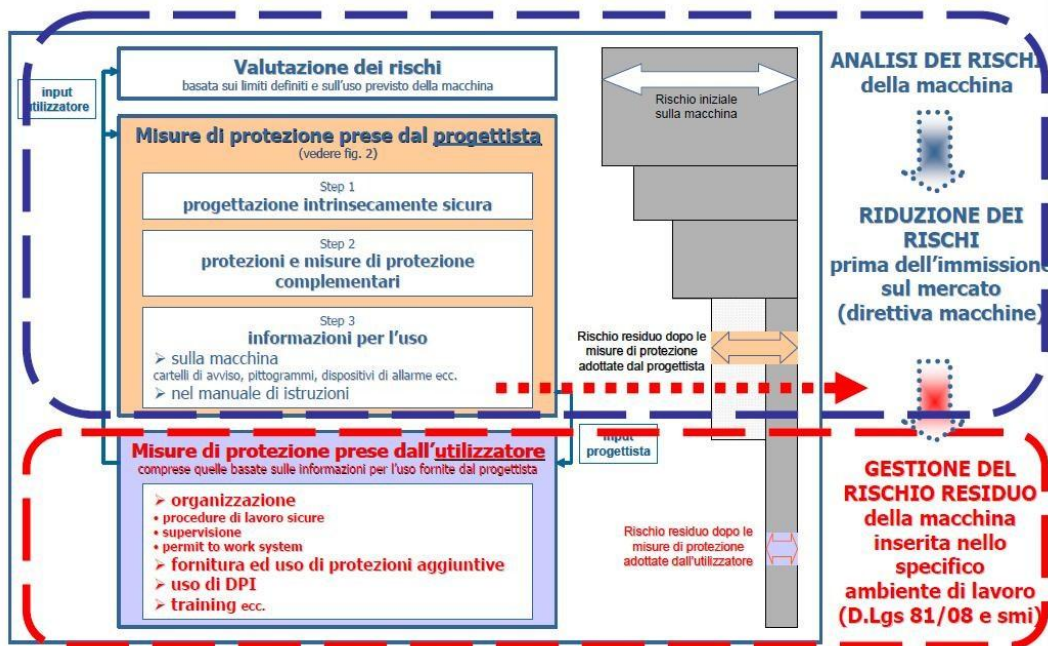 input
utilizzatore
Valutazione dei rischi
basata sui limiti definiti e sull'uso previsto della macchina
Misure di protezione prese dal progettista
(vedere fig. 2)
Step 1
progettazione intrinsecamente sicura
Step 2
protezioni e misure di protezione
complementari
Step 3
informazioni per l'uso
➢ sulla macchina
cartelli di avviso, pittogrammi, dispositivi di allarme ecc.
➢ nel manuale di istruzioni
Misure di protezione prese dall'utilizzatore
comprese quelle basate sulle informazioni per l'uso fornite dal progettista
➢ organizzazione
• procedure di lavoro sicure
• supervisione
• permit to work system
➢ fornitura ed uso di protezioni aggiuntive
➢ uso di DPI
➢ training ecc.
input
progettista
Rischio iniziale
sulla macchina
Rischio residuo dopo le
misure di protezione
adottate dal progettista
Rischio residuo dopo le
misure di protezione
adottate dall'utilizzatore
ANALISI DEI RISCHI
della macchina
RIDUZIONE DEI
RISCHI
prima dell'immissione
sul mercato
(direttiva macchine)
GESTIONE DEL
RISCHIO RESIDUO
della macchina
inserita nello
specifico
ambiente di lavoro
(D.Lgs 81/08 e smi)